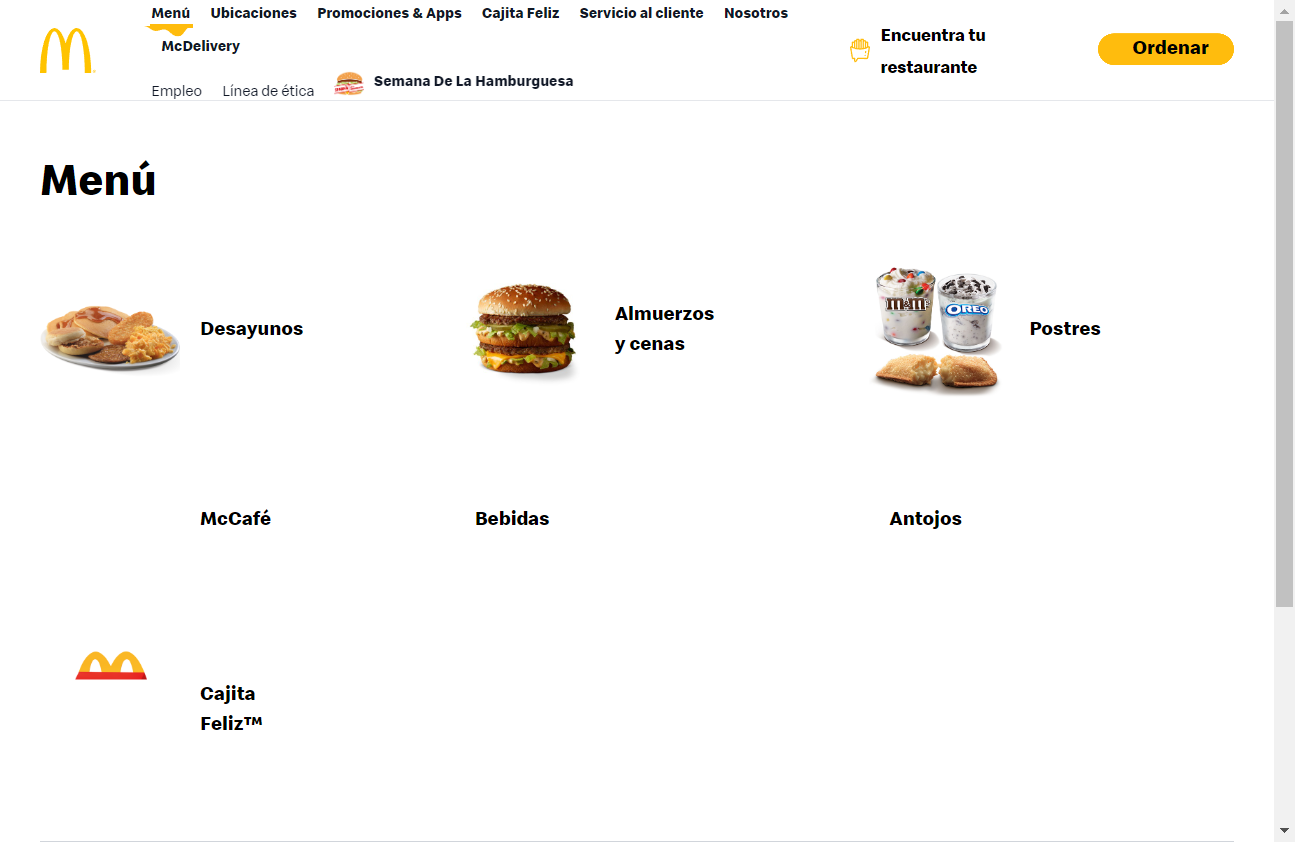 Menú Ubicaciones Promociones & Apps Cajita Feliz Servicio al cliente Nosotros
McDelivery
Empleo Línea de ética Semana De La Hamburguesa
Encuentra tu
restaurante
Ordenar
Menú
Desayunos
Almuerzos
y cenas
m&m's
OREO
Postres
McCafé
Bebidas
Antojos
Cajita
Feliz™